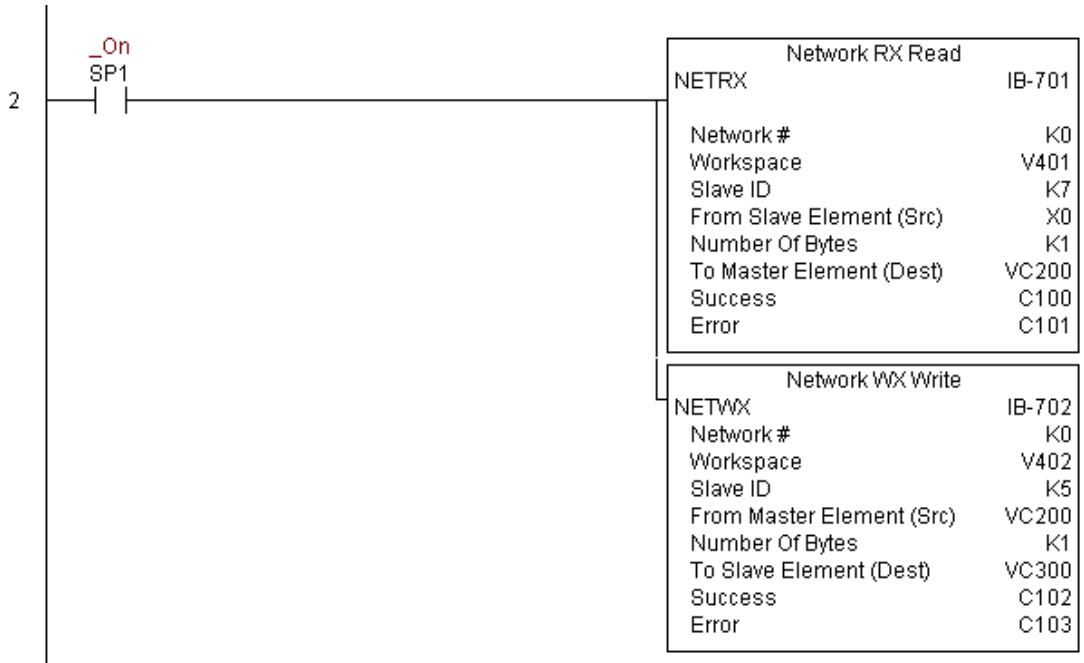 _On
SP1
2
Network RX Read
NETRX IB-701
Network # K0
Workspace V401
Slave ID K7
From Slave Element (Src) X0
Number Of Bytes K1
To Master Element (Dest) VC200
Success C100
Error C101
Network WX Write
NETWX IB-702
Network # K0
Workspace V402
Slave ID K5
From Master Element (Src) VC200
Number Of Bytes K1
To Slave Element (Dest) VC300
Success C102
Error C103